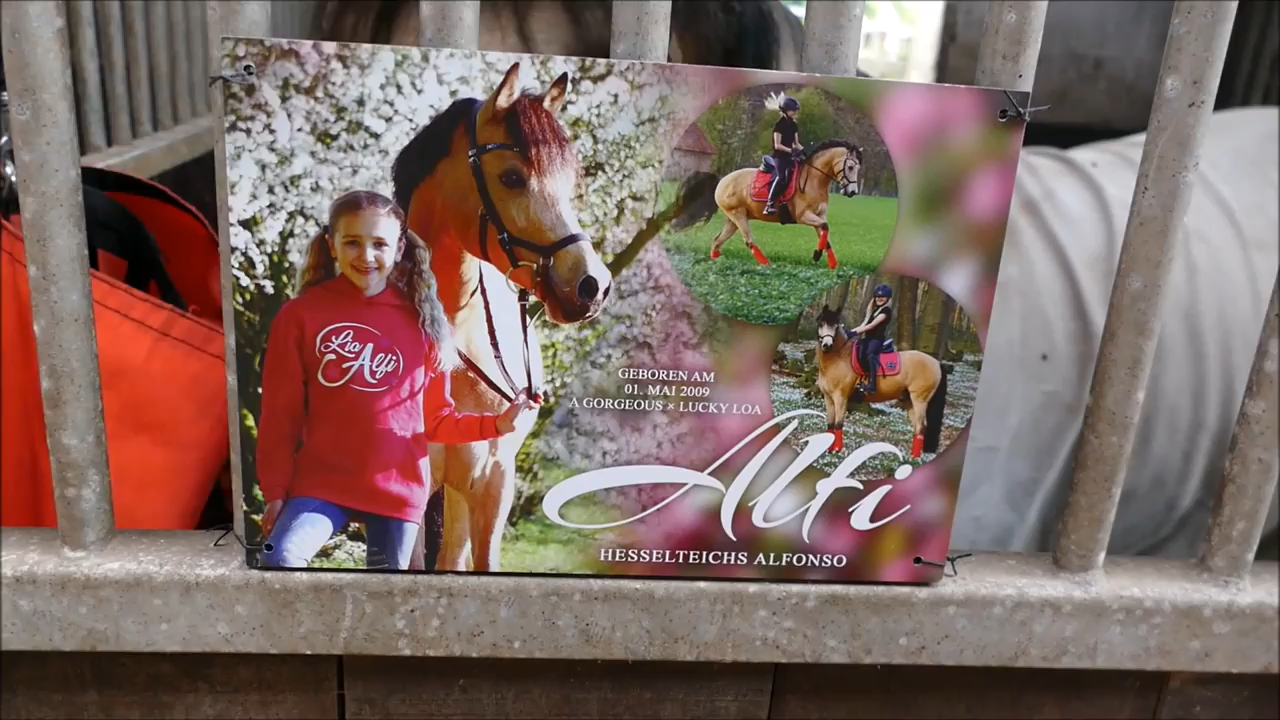 Lia
Alfi
GEBOREN AM
01. MAI 2009
A GORGEOUS × LUCKY LOA
Alfi
HESSELTEICHS ALFONSO